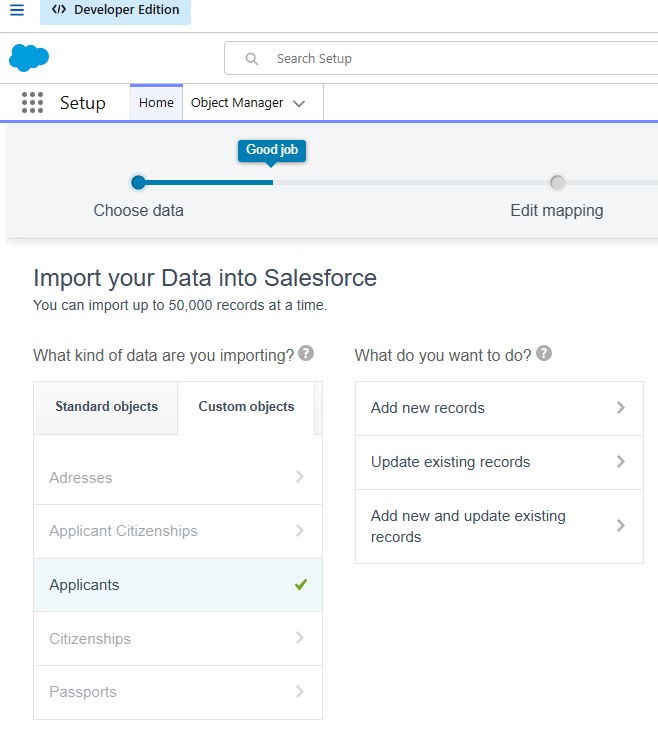 Developer Edition
Search Setup
Setup
Home
Object Manager
Good job
Choose data
Edit mapping
Import your Data into Salesforce
You can import up to 50,000 records at a time.
What kind of data are you importing? ?
Standard objects
Custom objects
Adresses
Applicant Citizenships
Applicants
Citizenships
Passports
What do you want to do? ?
Add new records
Update existing records
Add new and update existing
records